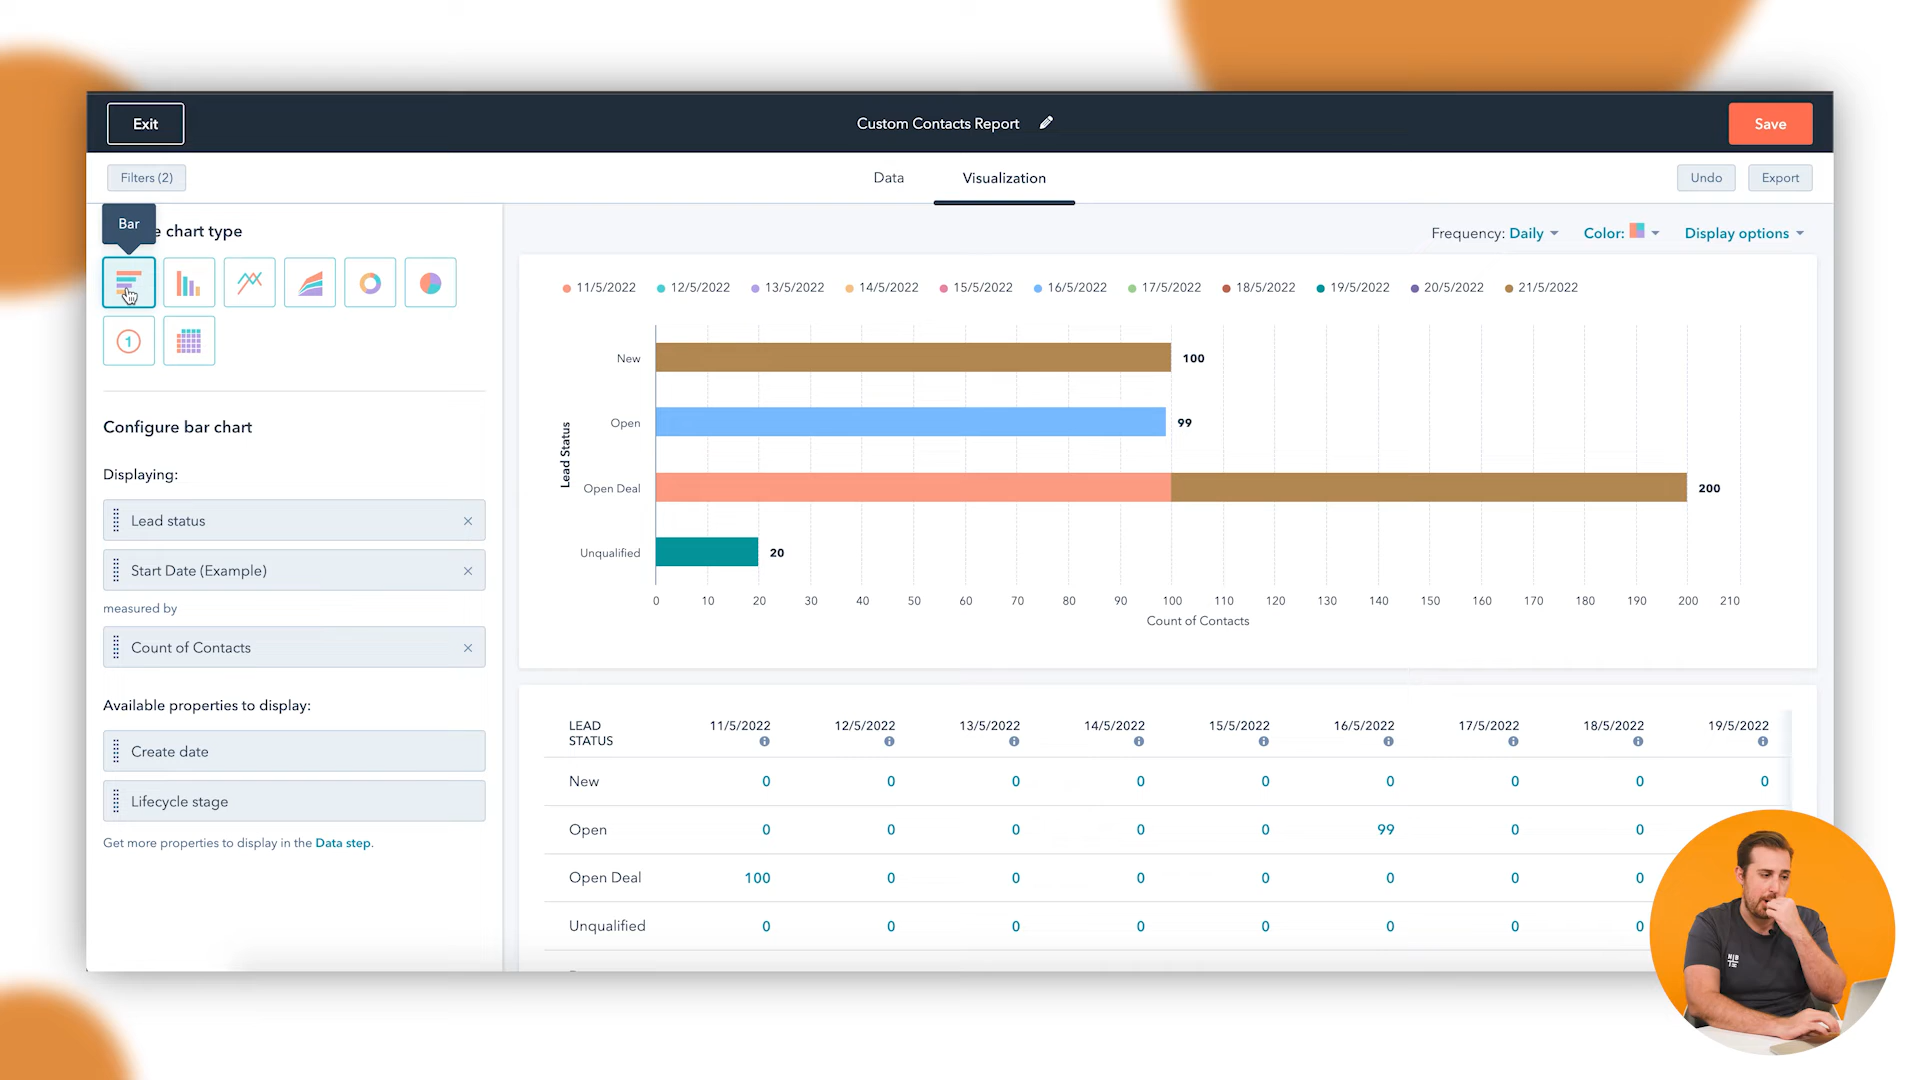 Exit
Custom Contacts Report
Save
Filters (2)
Data
Visualization
Undo
Export
Bar
e chart type
1
Configure bar chart
Displaying:
Lead status
Start Date (Example)
measured by
Count of Contacts
Available properties to display:
Create date
Lifecycle stage
Get more properties to display in the Data step.
Frequency: Daily
Color:
Display options
11/5/2022 12/5/2022 13/5/2022 14/5/2022 15/5/2022 16/5/2022 17/5/2022 18/5/2022 19/5/2022 20/5/2022 21/5/2022
Lead Status
New 100
Open 99
Open Deal 200
Unqualified 20
0 10 20 30 40 50 60 70 80 90 100 110 120 130 140 150 160 170 180 190 200 210
Count of Contacts
LEAD STATUS 11/5/2022 12/5/2022 13/5/2022 14/5/2022 15/5/2022 16/5/2022 17/5/2022 18/5/2022 19/5/2022
New 0 0 0 0 0 0 0 0 0
Open 0 0 0 0 0 99 0 0
Open Deal 100 0 0 0 0 0 0 0
Unqualified 0 0 0 0 0 0 0 0